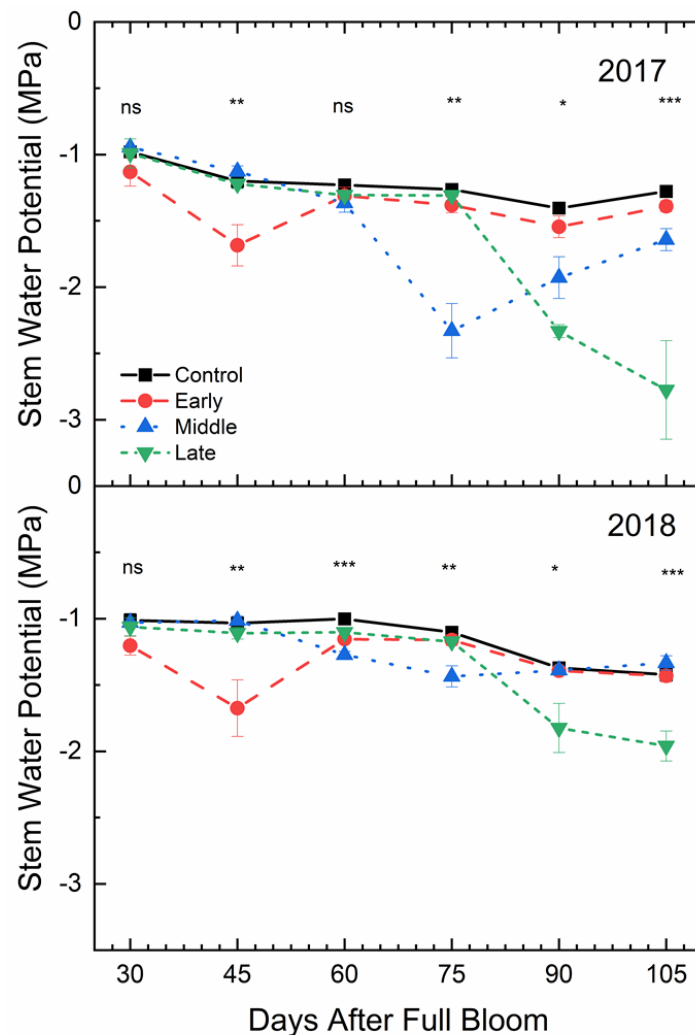 0
2017
ns ** ns ** * ***
-1
-2
-3
Stem Water Potential (MPa)
Control
Early
Middle
Late
0
2018
ns ** *** ** * ***
-1
-2
-3
Stem Water Potential (MPa)
30 45 60 75 90 105
Days After Full Bloom